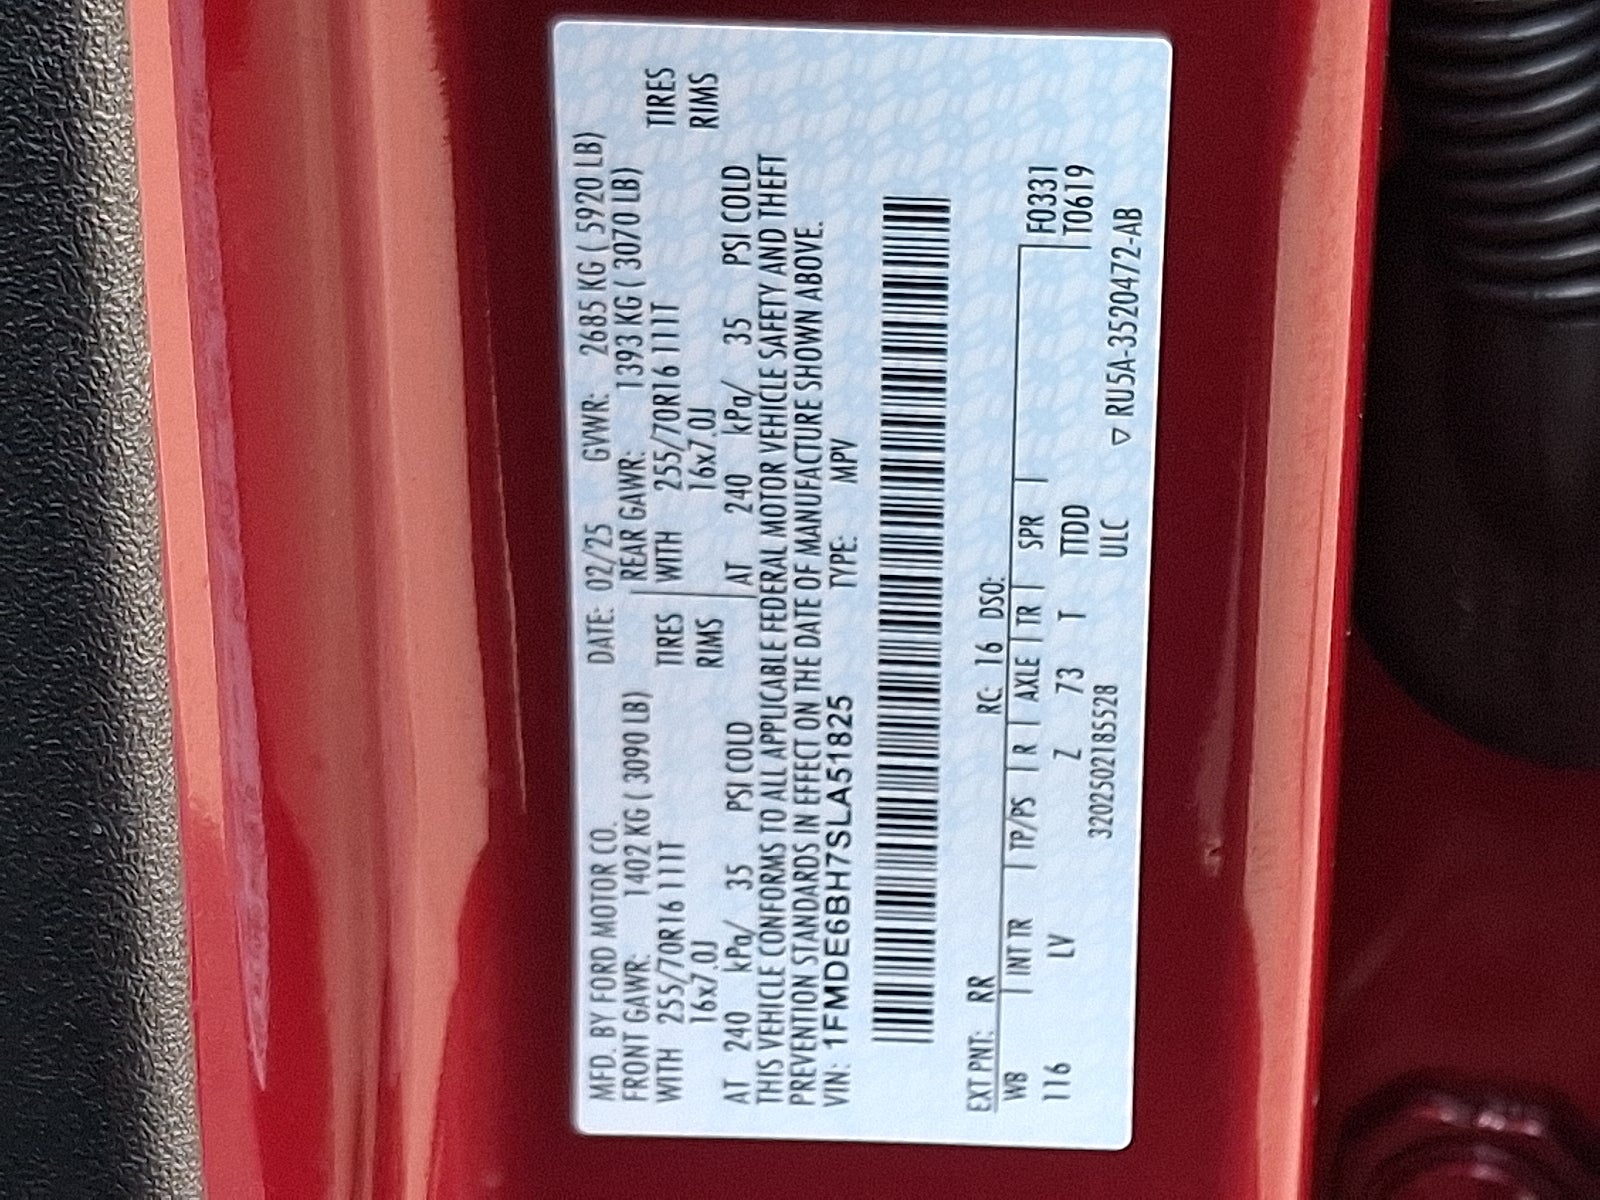 MFD. BY FORD MOTOR CO. DATE: 02/25 GVWR: 2685 KG ( 5920 LB)
FRONT GAWR: 1402 KG ( 3090 LB) REAR GAWR: 1393 KG ( 3070 LB)
WITH 255/70R16 111T TIRES WITH 255/70R16 111T TIRES
16x7.0J RIMS 16x7.0J RIMS
AT 240 kPa/ 35 PSI COLD AT 240 kPa/ 35 PSI COLD
THIS VEHICLE CONFORMS TO ALL APPLICABLE FEDERAL MOTOR VEHICLE SAFETY AND THEFT
PREVENTION STANDARDS IN EFFECT ON THE DATE OF MANUFACTURE SHOWN ABOVE.
VIN: 1FMDE6BH7SLA51825 TYPE: MPV
EXT PNT: RR RC: 16 DSO:
WB INT TR TP/PS R AXLE TR SPR F0331
116 LV Z 73 T TTDD T0619
320250218552​8 ULC ▽ RU5A-3520472-AB